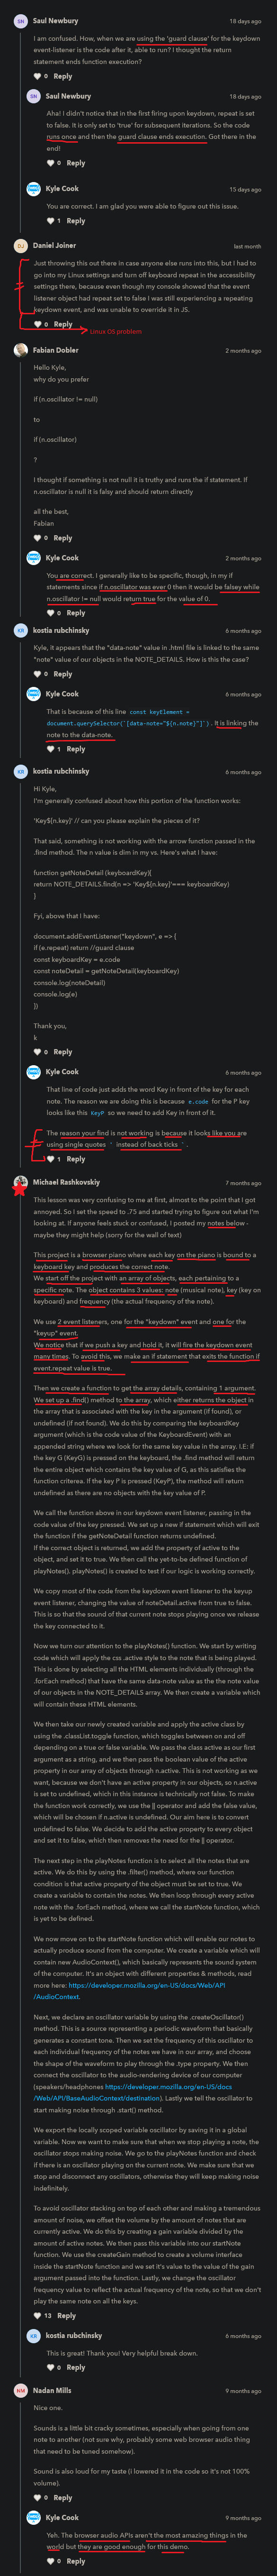 SN
Saul Newbury
18 days ago
I am confused. How, when we are using the 'guard clause' for the keydown
event-listener is the code after it, able to run? I thought the return
statement ends function execution?
0 Reply
SN
Saul Newbury
18 days ago
Aha! I didn't notice that in the first firing upon keydown, repeat is set
to false. It is only set to 'true' for subsequent iterations. So the code
runs once and then the guard clause ends execution. Got there in the
end!
0 Reply
Kyle Cook
15 days ago
You are correct. I am glad you were able to figure out this issue.
1 Reply
DJ
Daniel Joiner
last month
Just throwing this out there in case anyone else runs into this, but I had to
go into my Linux settings and turn off keyboard repeat in the accessibility
settings there, because even though my console showed that the event
listener object had repeat set to false I was still experiencing a repeating
keydown event, and was unable to override it in JS.
0 Reply
Linux OS problem
Fabian Dobler
2 months ago
Hello Kyle,
why do you prefer
if (n.oscillator != null)
to
if (n.oscillator)
?
I thought if something is not null it is truthy and runs the if statement. If
n.oscillator is null it is falsy and should return directly
all the best,
Fabian
0 Reply
Kyle Cook
2 months ago
You are correct. I generally like to be specific, though, in my if
statements since if n.oscillator was ever 0 then it would be falsey while
n.oscillator != null would return true for the value of 0.
0 Reply
KR
kostia rubchinsky
6 months ago
Kyle, it appears that the "data-note" value in .html file is linked to the same
"note" value of our objects in the NOTE_DETAILS. How is this the case?
0 Reply
Kyle Cook
6 months ago
That is because of this line const keyElement =
document.querySelector(`[data-note="${n.note}"]`) . It is linking the
note to the data-note.
1 Reply
KR
kostia rubchinsky
6 months ago
Hi Kyle,
I'm generally confused about how this portion of the function works:
'Key${n.key}' // can you please explain the pieces of it?
That said, something is not working with the arrow function passed in the
.find method. The n value is dim in my vs. Here's what I have:
function getNoteDetail (keyboardKey){
return NOTE_DETAILS.find(n => 'Key${n.key}'=== keyboardKey)
}
Fyi, above that I have:
document.addEventListener("keydown", e => {
if (e.repeat) return //guard clause
const keyboardKey = e.code
const noteDetail = getNoteDetail(keyboardKey)
console.log(noteDetail)
console.log(e)
})
Thank you,
k
0 Reply
Kyle Cook
6 months ago
That line of code just adds the word Key in front of the key for each
note. The reason we are doing this is because e.code for the P key
looks like this KeyP so we need to add Key in front of it.
The reason your find is not working is because it looks like you are
using single quotes ' instead of back ticks ` .
1 Reply
Michael Rashkovskiy
7 months ago
This lesson was very confusing to me at first, almost to the point that I got
annoyed. So I set the speed to .75 and started trying to figure out what I'm
looking at. If anyone feels stuck or confused, I posted my notes below -
maybe they might help (sorry for the wall of text)
This project is a browser piano where each key on the piano is bound to a
keyboard key and produces the correct note.
We start off the project with an array of objects, each pertaining to a
specific note. The object contains 3 values: note (musical note), key (key on
keyboard) and frequency (the actual frequency of the note).
We use 2 event listeners, one for the "keydown" event and one for the
"keyup" event.
We notice that if we push a key and hold it, it will fire the keydown event
many times. To avoid this, we make an if statement that exits the function if
event.repeat value is true.
Then we create a function to get the array details, containing 1 argument.
We set up a .find() method to the array, which either returns the object in
the array that is associated with the key in the argument (if found), or
undefined (if not found). We do this by comparing the keyboardKey
argument (which is the code value of the KeyboardEvent) with an
appended string where we look for the same key value in the array. I.E: if
the key G (KeyG) is pressed on the keyboard, the .find method will return
the entire object which contains the key value of G, as this satisfies the
function criteria. If the key P is pressed (KeyP), the method will return
undefined as there are no objects with the key value of P.
We call the function above in our keydown event listener, passing in the
code value of the key pressed. We set up a new if statement which will exit
the function if the getNoteDetail function returns undefined.
If the correct object is returned, we add the property of active to the
object, and set it to true. We then call the yet-to-be defined function of
playNotes(). playNotes() is created to test if our logic is working correctly.
We copy most of the code from the keydown event listener to the keyup
event listener, changing the value of noteDetail.active from true to false.
This is so that the sound of that current note stops playing once we release
the key connected to it.
Now we turn our attention to the playNotes() function. We start by writing
code which will apply the css .active style to the note that is being played.
This is done by selecting all the HTML elements individually (through the
.forEach method) that have the same data-note value as the the note value
of our objects in the NOTE_DETAILS array. We then create a variable which
will contain these HTML elements.
We then take our newly created variable and apply the active class by
using the .classList.toggle function, which toggles between on and off
depending on a true or false variable. We pass the active class as our first
argument as a string, and we then pass the boolean value of the active
property in our array of objects through n.active. This is not working as we
want, because we don't have an active property in our objects, so n.active
is set to undefined, which in this instance is technically not false. To make
the function work correctly, we use the || operator and add the false value,
which will be chosen if n.active is undefined. Our aim here is to convert
undefined to false. We decide to add the active property to every object
and set it to false, which then removes the need for the || operator.
The next step in the playNotes function is to select all the notes that are
active. We do this by using the .filter() method, where our function
condition is that active property of the object must be set to true. We
create a variable to contain the notes. We then loop through every active
note with the .forEach method, where we call the startNote function, which
is yet to be defined.
We now move on to the startNote function which will enable our notes to
actually produce sound from the computer. We create a variable which will
contain new AudioContext(), which basically represents the sound system
of the computer. It's an object with different properties & methods, read
more here: https://developer.mozilla.org/en-US/docs/Web/API
/AudioContext.
Next, we declare an oscillator variable by using the .createOscillator()
method. This is a source representing a periodic waveform that basically
generates a constant tone. Then we set the frequency of this oscillator to
each individual frequency of the notes we have in our array, and choose
the shape of the waveform to play through the .type property. We then
connect the oscillator to the audio-rendering device of our computer
(speakers/headphones https://developer.mozilla.org/en-US/docs
/Web/API/BaseAudioContext/destination). Lastly we tell the oscillator to
start making noise through .start() method.
We export the locally scoped variable oscillator by saving it in a global
variable. Now we want to make sure that when we stop playing a note, the
oscillator stops making noise. We go to the playNotes function and check
if there is an oscillator playing on the current note. We make sure that we
stop and disconnect any oscillators, otherwise they will keep making noise
indefinitely.
To avoid oscillator stacking on top of each other and making a tremendous
amount of noise, we offset the volume by the amount of notes that are
currently active. We do this by creating a gain variable divided by the
amount of active notes. We then pass this variable into our startNote
function. We use the createGain method to create a volume interface
inside the startNote function and we set it's value to the value of the gain
argument passed into the function. Lastly, we change the oscillator
frequency value to reflect the actual frequency of the note, so we don't
play the same note on all the keys.
13 Reply
KR
kostia rubchinsky
6 months ago
This is great! Thank you! Very helpful break down.
0 Reply
NM
Nadan Mills
9 months ago
Nice one.
Sounds is a little bit cracky sometimes, especially when going from one
note to another (not sure why, probably some web browser audio thing
that need to be tuned somehow).
Sound is also loud for my taste (i lowered it in the code so it's not 100%
volume).
0 Reply
Kyle Cook
9 months ago
Yeh. The browser audio APIs aren't the most amazing things in the
world but they are good enough for this demo.
0 Reply